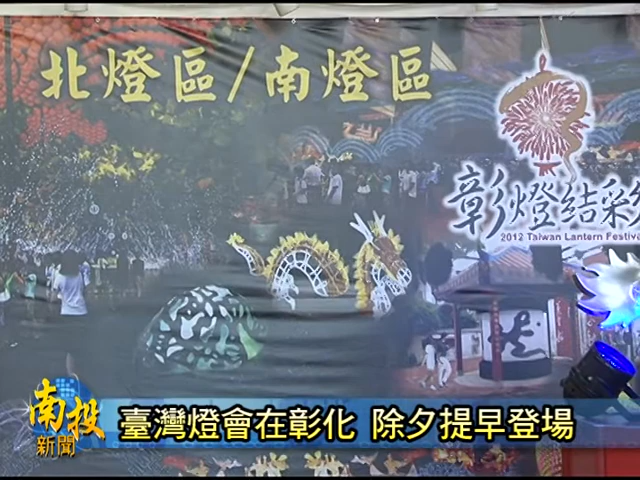 北燈區/南燈區
彰燈結彩
2012 Taiwan Lantern Festival
南投
新聞
臺灣燈會在彰化 除夕提早登場